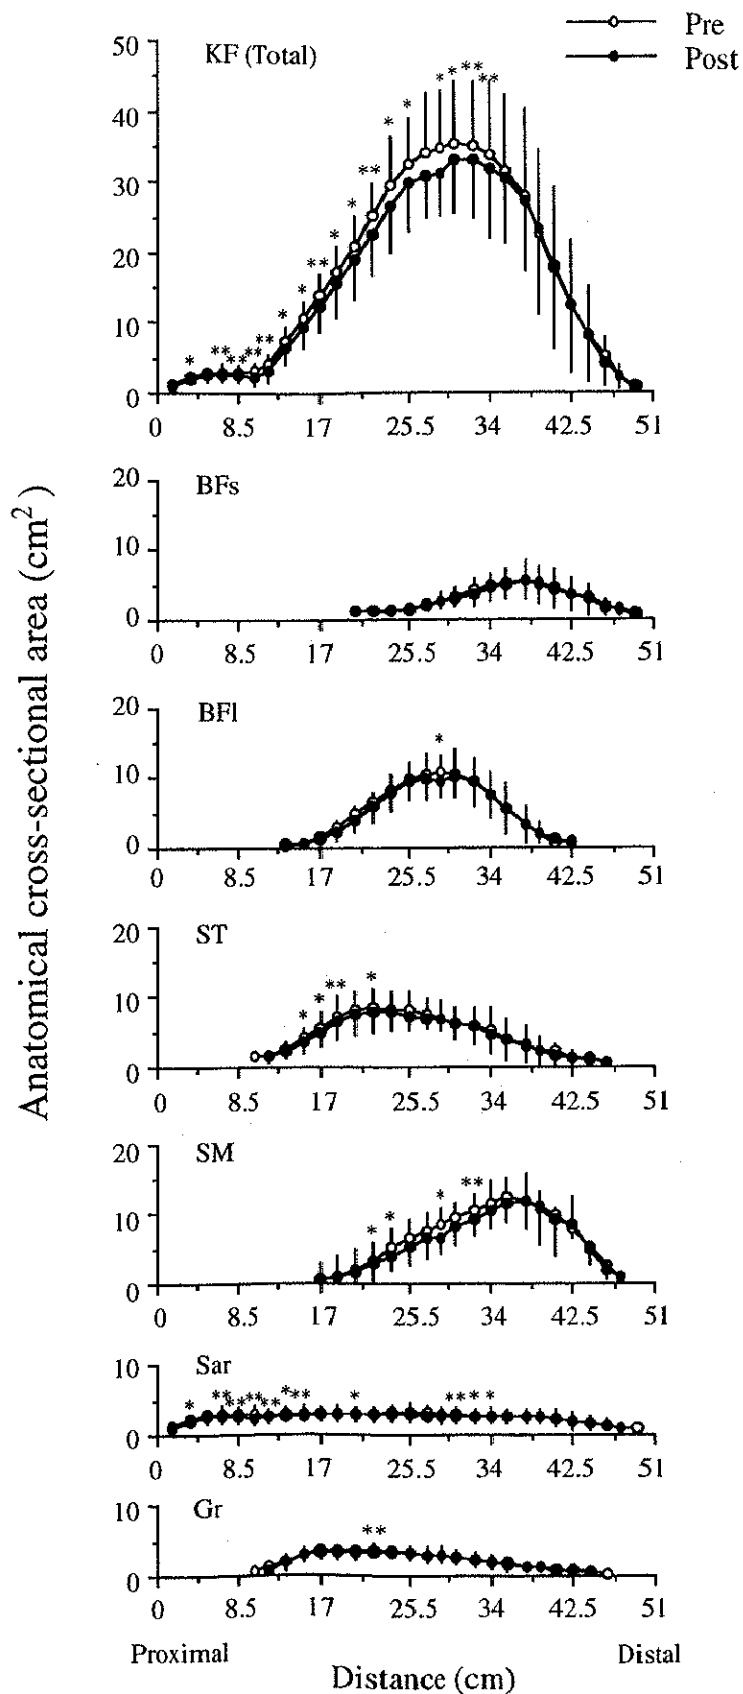 Pre
Post
KF (Total)
50
40
30
20
10
0
* ** ** ** ** * * ** * * ** * * * * ** **
0 8.5 17 25.5 34 42.5 51
BFs
20
10
0
0 8.5 17 25.5 34 42.5 51
BFl
20
10
0
*
0 8.5 17 25.5 34 42.5 51
ST
20
10
0
* * ** *
0 8.5 17 25.5 34 42.5 51
SM
20
10
0
* * * **
0 8.5 17 25.5 34 42.5 51
Sar
10
0
* ** ** ** ** * ** * ** * *
0 8.5 17 25.5 34 42.5 51
Gr
10
0
**
0 8.5 17 25.5 34 42.5 51
Proximal Distal
Distance (cm)
Anatomical cross-sectional area (cm²)